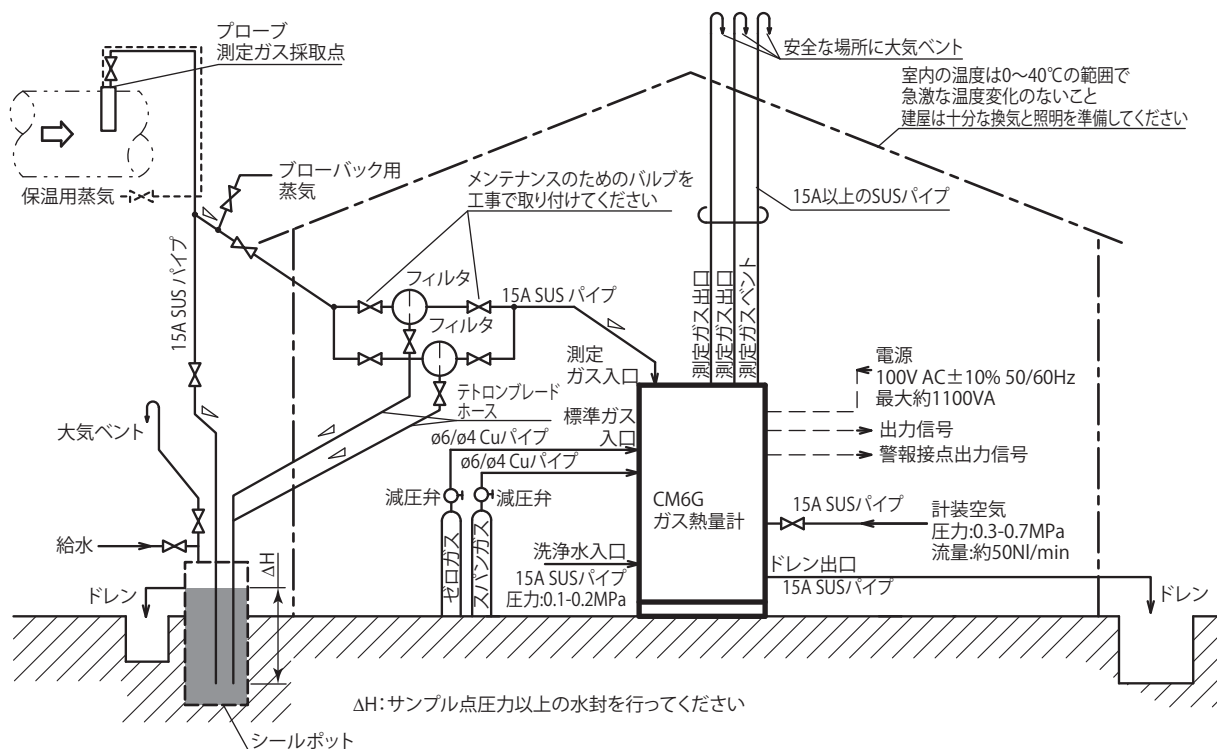 プローブ
測定ガス採取点
安全な場所に大気ベント
室内の温度は0～40℃の範囲で
急激な温度変化のないこと
建屋は十分な換気と照明を準備してください
保温用蒸気
ブローバック用
蒸気
メンテナンスのためのバルブを
工事で取り付けてください
15A以上のSUSパイプ
15A SUS パイプ
フィルタ
フィルタ
15A SUS パイプ
測定ガス出口
測定ガス出口
測定ガスベント
測定
ガス入口
電源
100V AC±10% 50/60Hz
最大約1100VA
出力信号
警報接点出力信号
テトロンブレード
ホース
標準ガス
入口
大気ベント
ø6/ø4 Cuパイプ
ø6/ø4 Cuパイプ
減圧弁
減圧弁
CM6G
ガス熱量計
15A SUSパイプ
計装空気
圧力:0.3-0.7MPa
流量:約50Nl/min
給水
ΔH
ゼロガス
スパンガス
洗浄水入口
15A SUSパイプ
圧力:0.1-0.2MPa
ドレン出口
15A SUSパイプ
ドレン
ドレン
ΔH：サンプル点圧力以上の水封を行ってください
シールポット